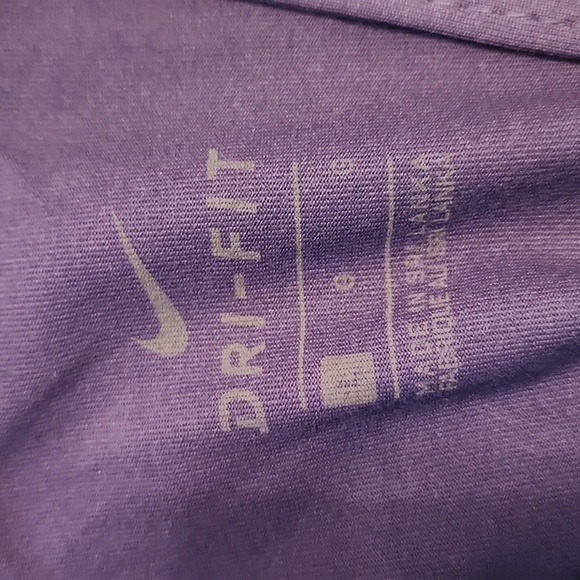 DRI-FIT
G G
MADE IN SRI LANKA
FABRIQUÉ AU SRI LANKA